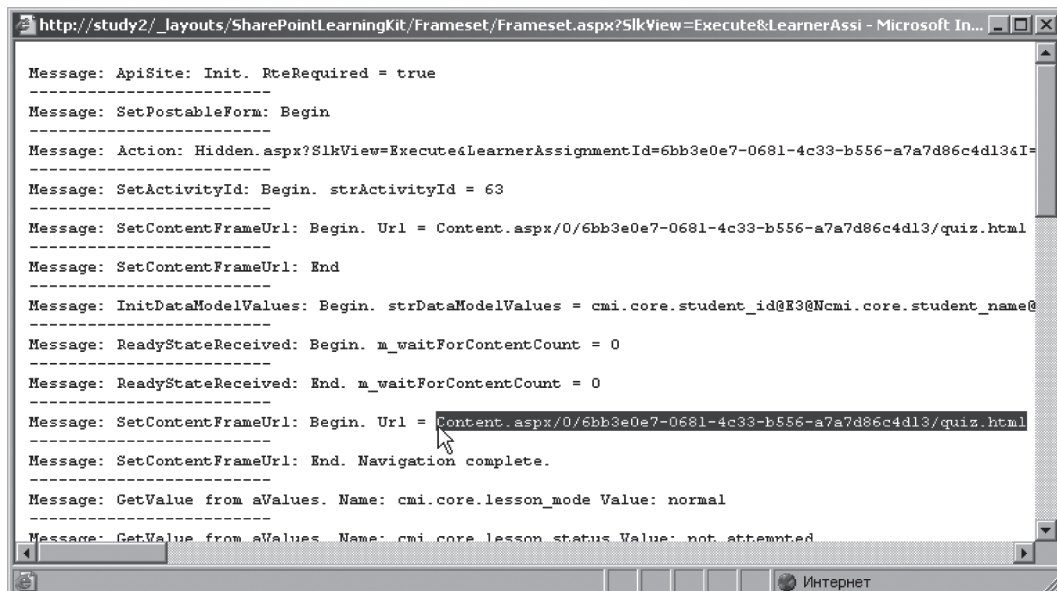 http://study2/_layouts/SharePointLearningKit/Frameset/Frameset.aspx?SlkView=Execute&LearnerAssi - Microsoft In...
Message: ApiSite: Init. RteRequired = true
--------------------------
Message: SetPostableForm: Begin
--------------------------
Message: Action: Hidden.aspx?SlkView=Execute&LearnerAssignmentId=6bb3e0e7-0681-4c33-b556-a7a7d86c4d13&I=
--------------------------
Message: SetActivityId: Begin. strActivityId = 63
--------------------------
Message: SetContentFrameUrl: Begin. Url = Content.aspx/0/6bb3e0e7-0681-4c33-b556-a7a7d86c4d13/quiz.html
--------------------------
Message: SetContentFrameUrl: End
--------------------------
Message: InitDataModelValues: Begin. strDataModelValues = cmi.core.student_id@E3@Ncmi.core.student_name@
--------------------------
Message: ReadyStateReceived: Begin. m_waitForContentCount = 0
--------------------------
Message: ReadyStateReceived: End. m_waitForContentCount = 0
--------------------------
Message: SetContentFrameUrl: Begin. Url = Content.aspx/0/6bb3e0e7-0681-4c33-b556-a7a7d86c4d13/quiz.html
--------------------------
Message: SetContentFrameUrl: End. Navigation complete.
--------------------------
Message: GetValue from aValues. Name: cmi.core.lesson_mode Value: normal
--------------------------
Message: GetValue from aValues. Name: cmi.core.lesson_status Value: not attempted
Интернет